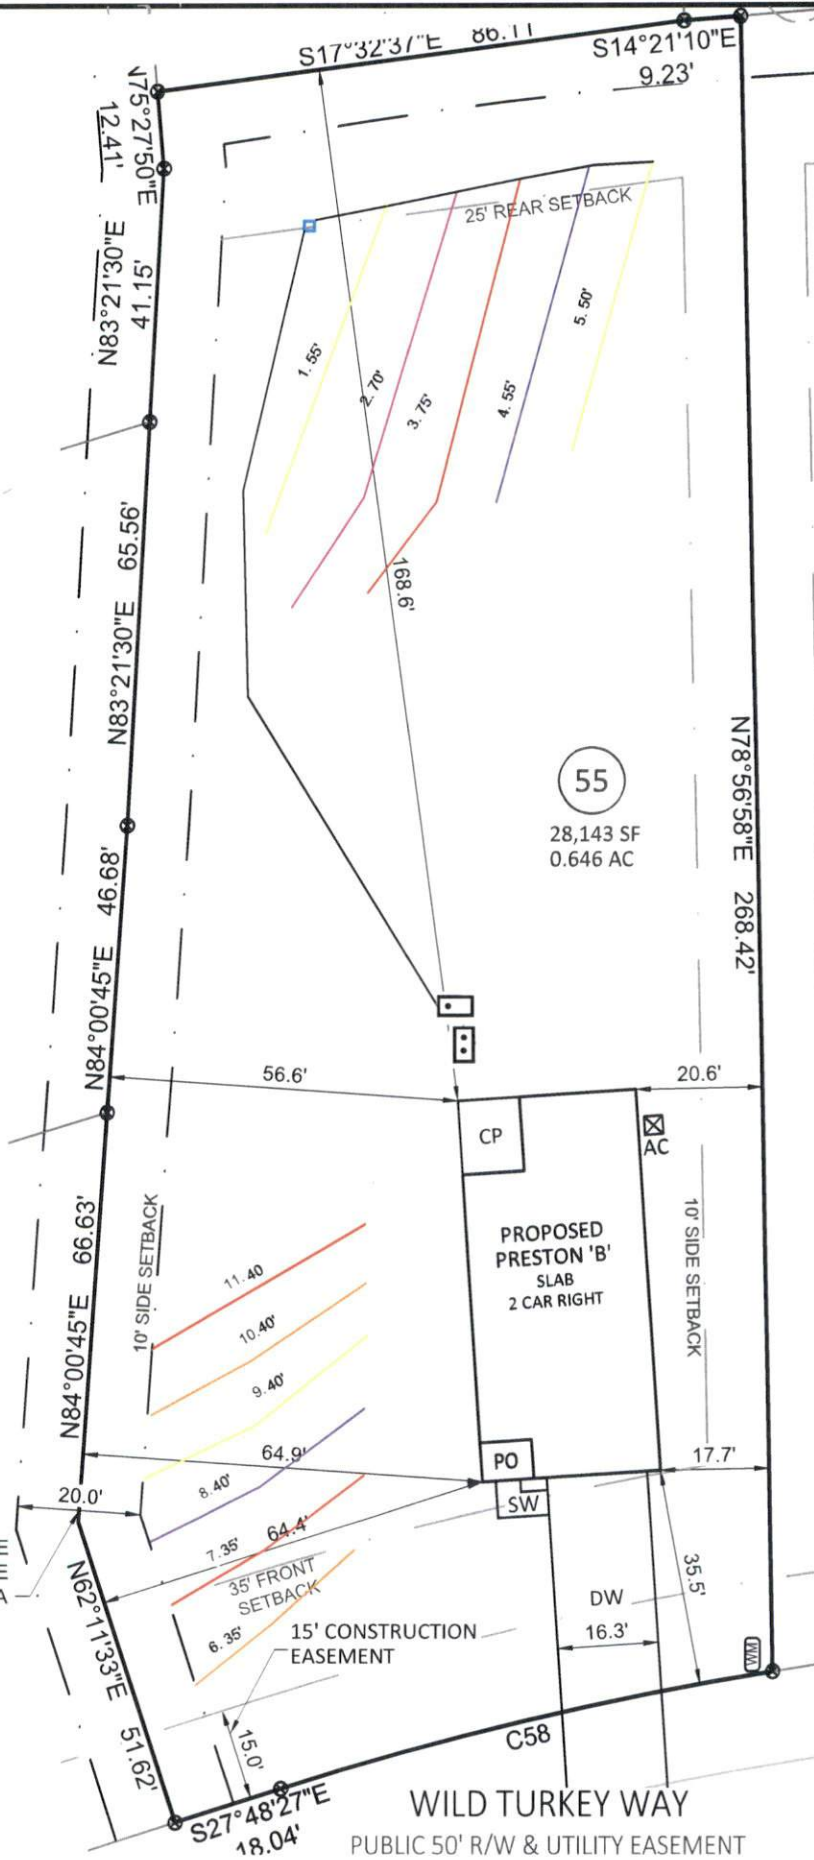 S17°32'37"E 86.11'
S14°21'10"E
9.23'
N75°27'50"E
12.41'
N83°21'30"E
41.15'
25' REAR SETBACK
1. 55'
2. 70'
3. 75'
4. 55'
5. 50'
N83°21'30"E 65.56'
168.6'
N78°56'58"E 268.42'
55
28,143 SF
0.646 AC
N84°00'45"E 46.68'
56.6'
20.6'
CP
AC
N84°00'45"E 66.63'
10' SIDE SETBACK
PROPOSED
PRESTON 'B'
SLAB
2 CAR RIGHT
10' SIDE SETBACK
11. 40
10. 40'
9. 40'
8. 40'
7. 35'
6. 35'
64.9'
PO
17.7'
20.0'
SW
64.4'
35' FRONT
SETBACK
35.5'
DW
16.3'
N62°11'33"E 51.62'
15' CONSTRUCTION
EASEMENT
WM
15.0'
C58
S27°48'27"E
18.04'
WILD TURKEY WAY
PUBLIC 50' R/W & UTILITY EASEMENT